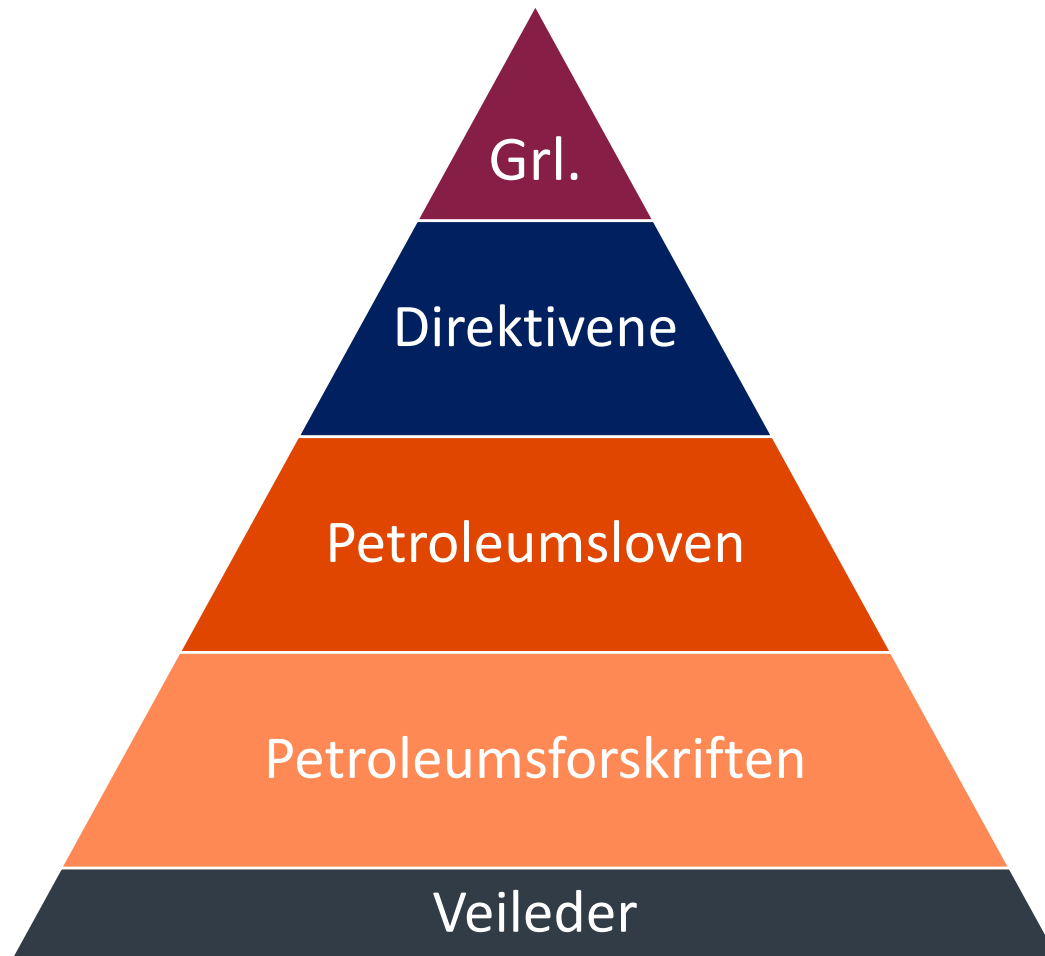 Grl.
Direktivene
Petroleumsloven
Petroleumsforskriften
Veileder